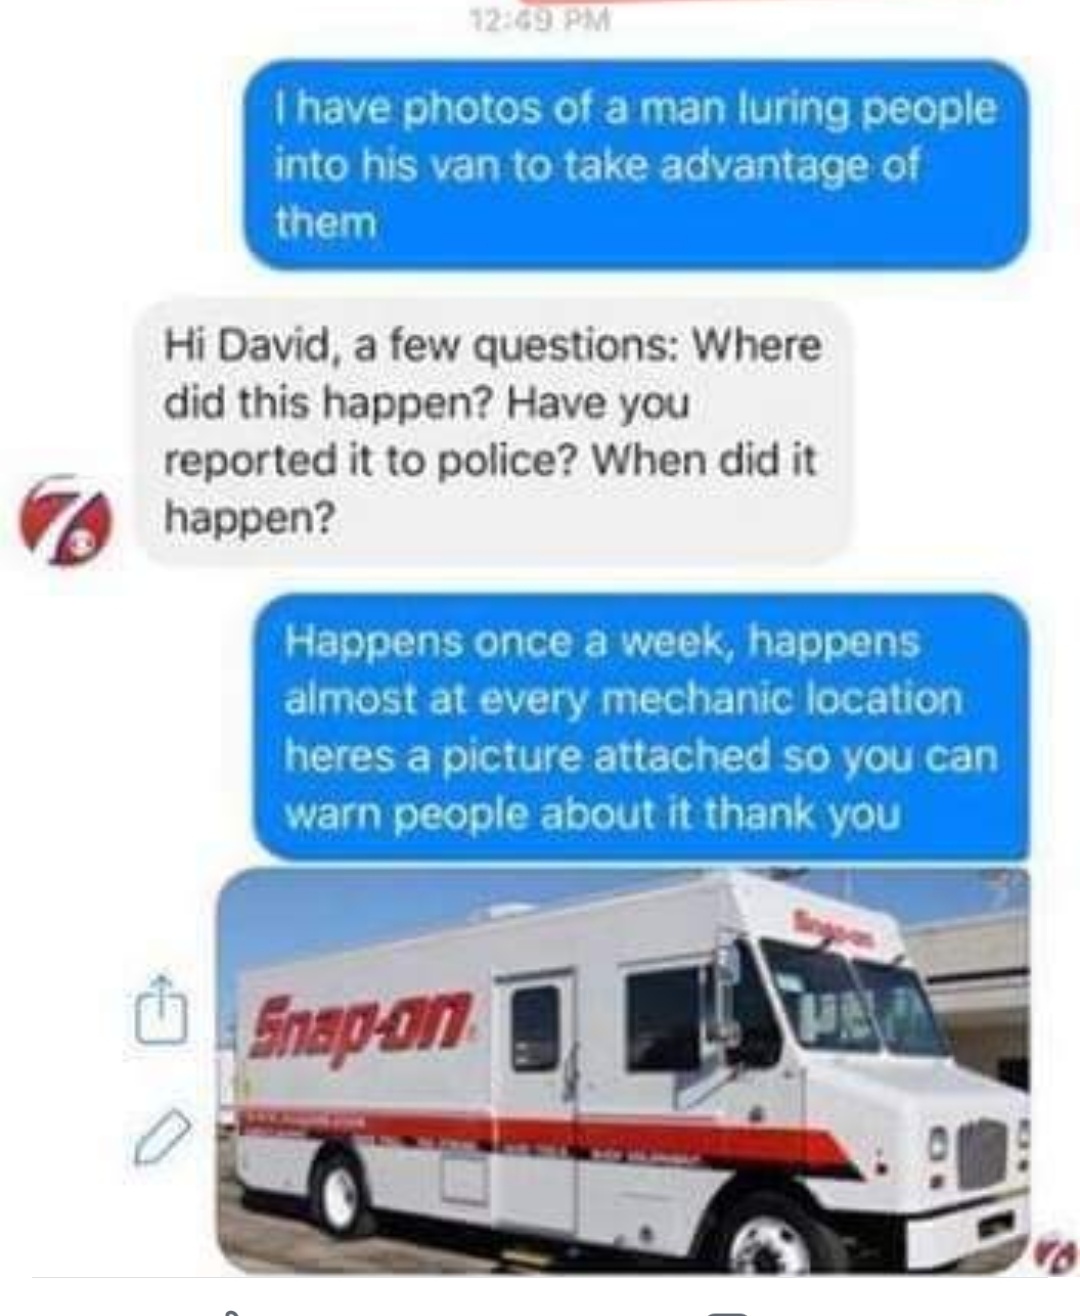 12:49 PM
I have photos of a man luring people
into his van to take advantage of
them
Hi David, a few questions: Where
did this happen? Have you
reported it to police? When did it
happen?
7
Happens once a week, happens
almost at every mechanic location
heres a picture attached so you can
warn people about it thank you
Snap-on
Snap-on